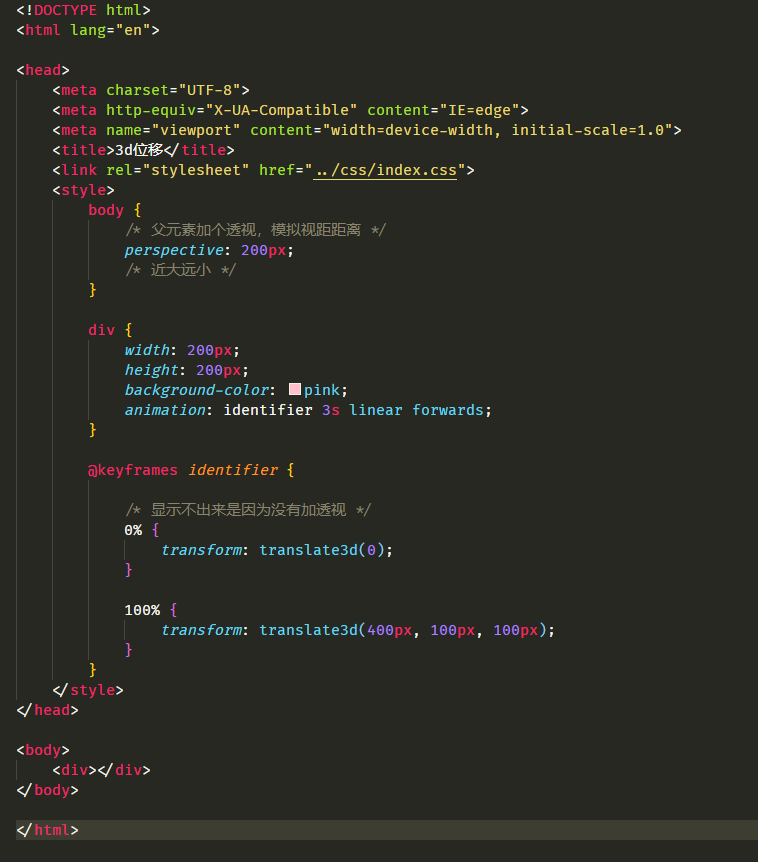 <!DOCTYPE html>
<html lang="en">
<head>
<meta charset="UTF-8">
<meta http-equiv="X-UA-Compatible" content="IE=edge">
<meta name="viewport" content="width=device-width, initial-scale=1.0">
<title>3d位移</title>
<link rel="stylesheet" href="../css/index.css">
<style>
body {
/* 父元素加个透视，模拟视距距离 */
perspective: 200px;
/* 近大远小 */
}
div {
width: 200px;
height: 200px;
background-color: pink;
animation: identifier 3s linear forwards;
}
@keyframes identifier {
/* 显示不出来是因为没有加透视 */
0% {
transform: translate3d(0);
}
100% {
transform: translate3d(400px, 100px, 100px);
}
}
</style>
</head>
<body>
<div></div>
</body>
</html>